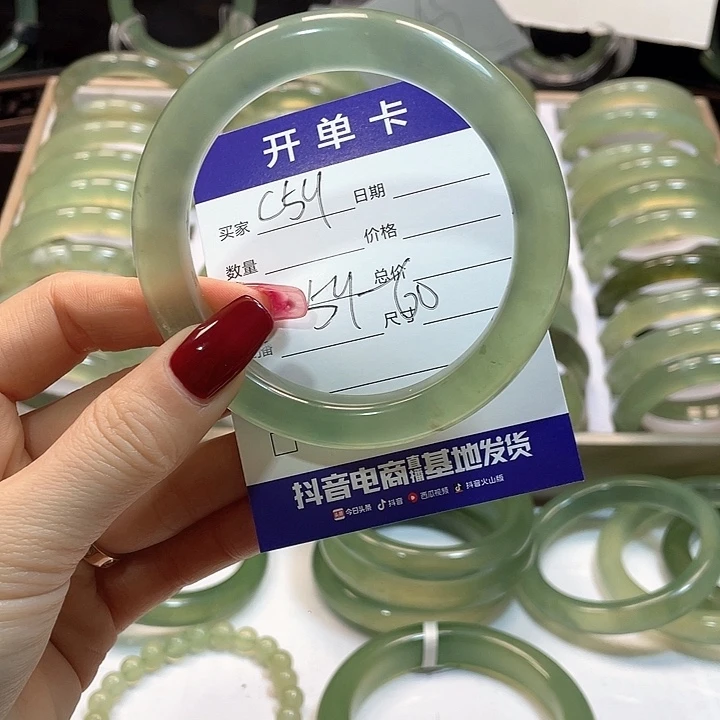 开单卡
买家 C54 日期
数量 价格
总价
54-60
尺寸
抖音电商直播基地发货
今日头条 抖音 西瓜视频 抖音火山版